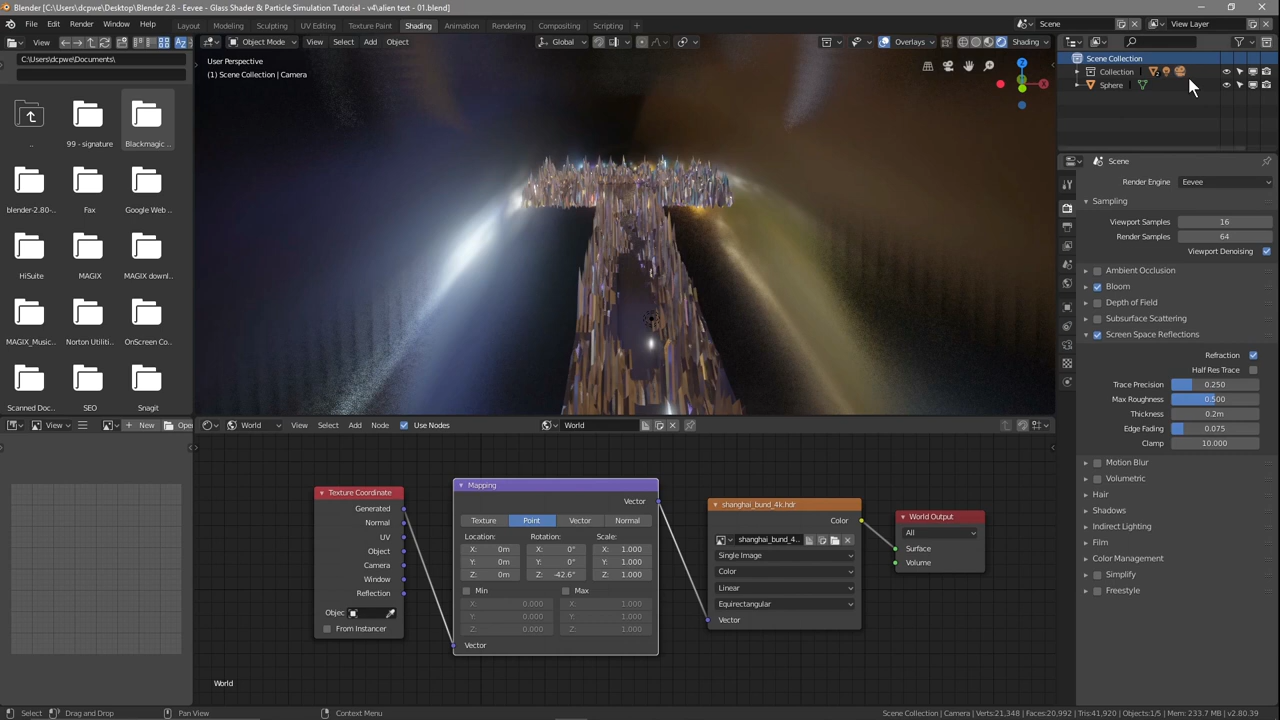 Blender [C:\Users\dcpwe\Desktop\Blender 2.8 - Eevee - Glass Shader & Particle Simulation Tutorial - v4\alien text - 01.blend]
File Edit Render Window Help Layout Modeling Sculpting UV Editing Texture Paint Shading Animation Rendering Compositing Scripting Scene View Layer
View Object Mode View Select Add Object Global Overlays Shading
C:\Users\dcpwe\Documents\
User Perspective
(1) Scene Collection | Camera
Scene Collection
Collection
Sphere
..
99 - signature
Blackmagic ...
blender-2.80-...
Fax
Google Web ...
HiSuite
MAGIX
MAGIX downl...
MAGIX_Music...
Norton Utiliti...
OnScreen Co...
Scanned Doc...
SEO
Snagit
Scene
Render Engine Eevee
Sampling
Viewport Samples 16
Render Samples 64
Viewport Denoising
Ambient Occlusion
Bloom
Depth of Field
Subsurface Scattering
Screen Space Reflections
Refraction
Half Res Trace
Trace Precision 0.250
Max Roughness 0.500
Thickness 0.2m
Edge Fading 0.075
Clamp 10.000
Motion Blur
Volumetric
Hair
Shadows
Indirect Lighting
Film
Color Management
Simplify
Freestyle
View New Open
World View Select Add Node Use Nodes World
Texture Coordinate
Generated
Normal
UV
Object
Camera
Window
Reflection
Objec
From Instancer
Mapping
Vector
Texture Point Vector Normal
Location: Rotation: Scale:
X: 0m X: 0° X: 1.000
Y: 0m Y: 0° Y: 1.000
Z: 0m Z: -42.6° Z: 1.000
Min Max
X: 0.000 X: 1.000
Y: 0.000 Y: 1.000
Z: 0.000 Z: 1.000
Vector
shanghai_bund_4k.hdr
Color
shanghai_bund_4..
Single Image
Color
Linear
Equirectangular
Vector
World Output
All
Surface
Volume
World
Select Drag and Drop Pan View Context Menu Scene Collection | Camera | Verts:21,348 | Faces:20,992 | Tris:41,920 | Objects:1/5 | Mem: 233.7 MB | v2.80.39